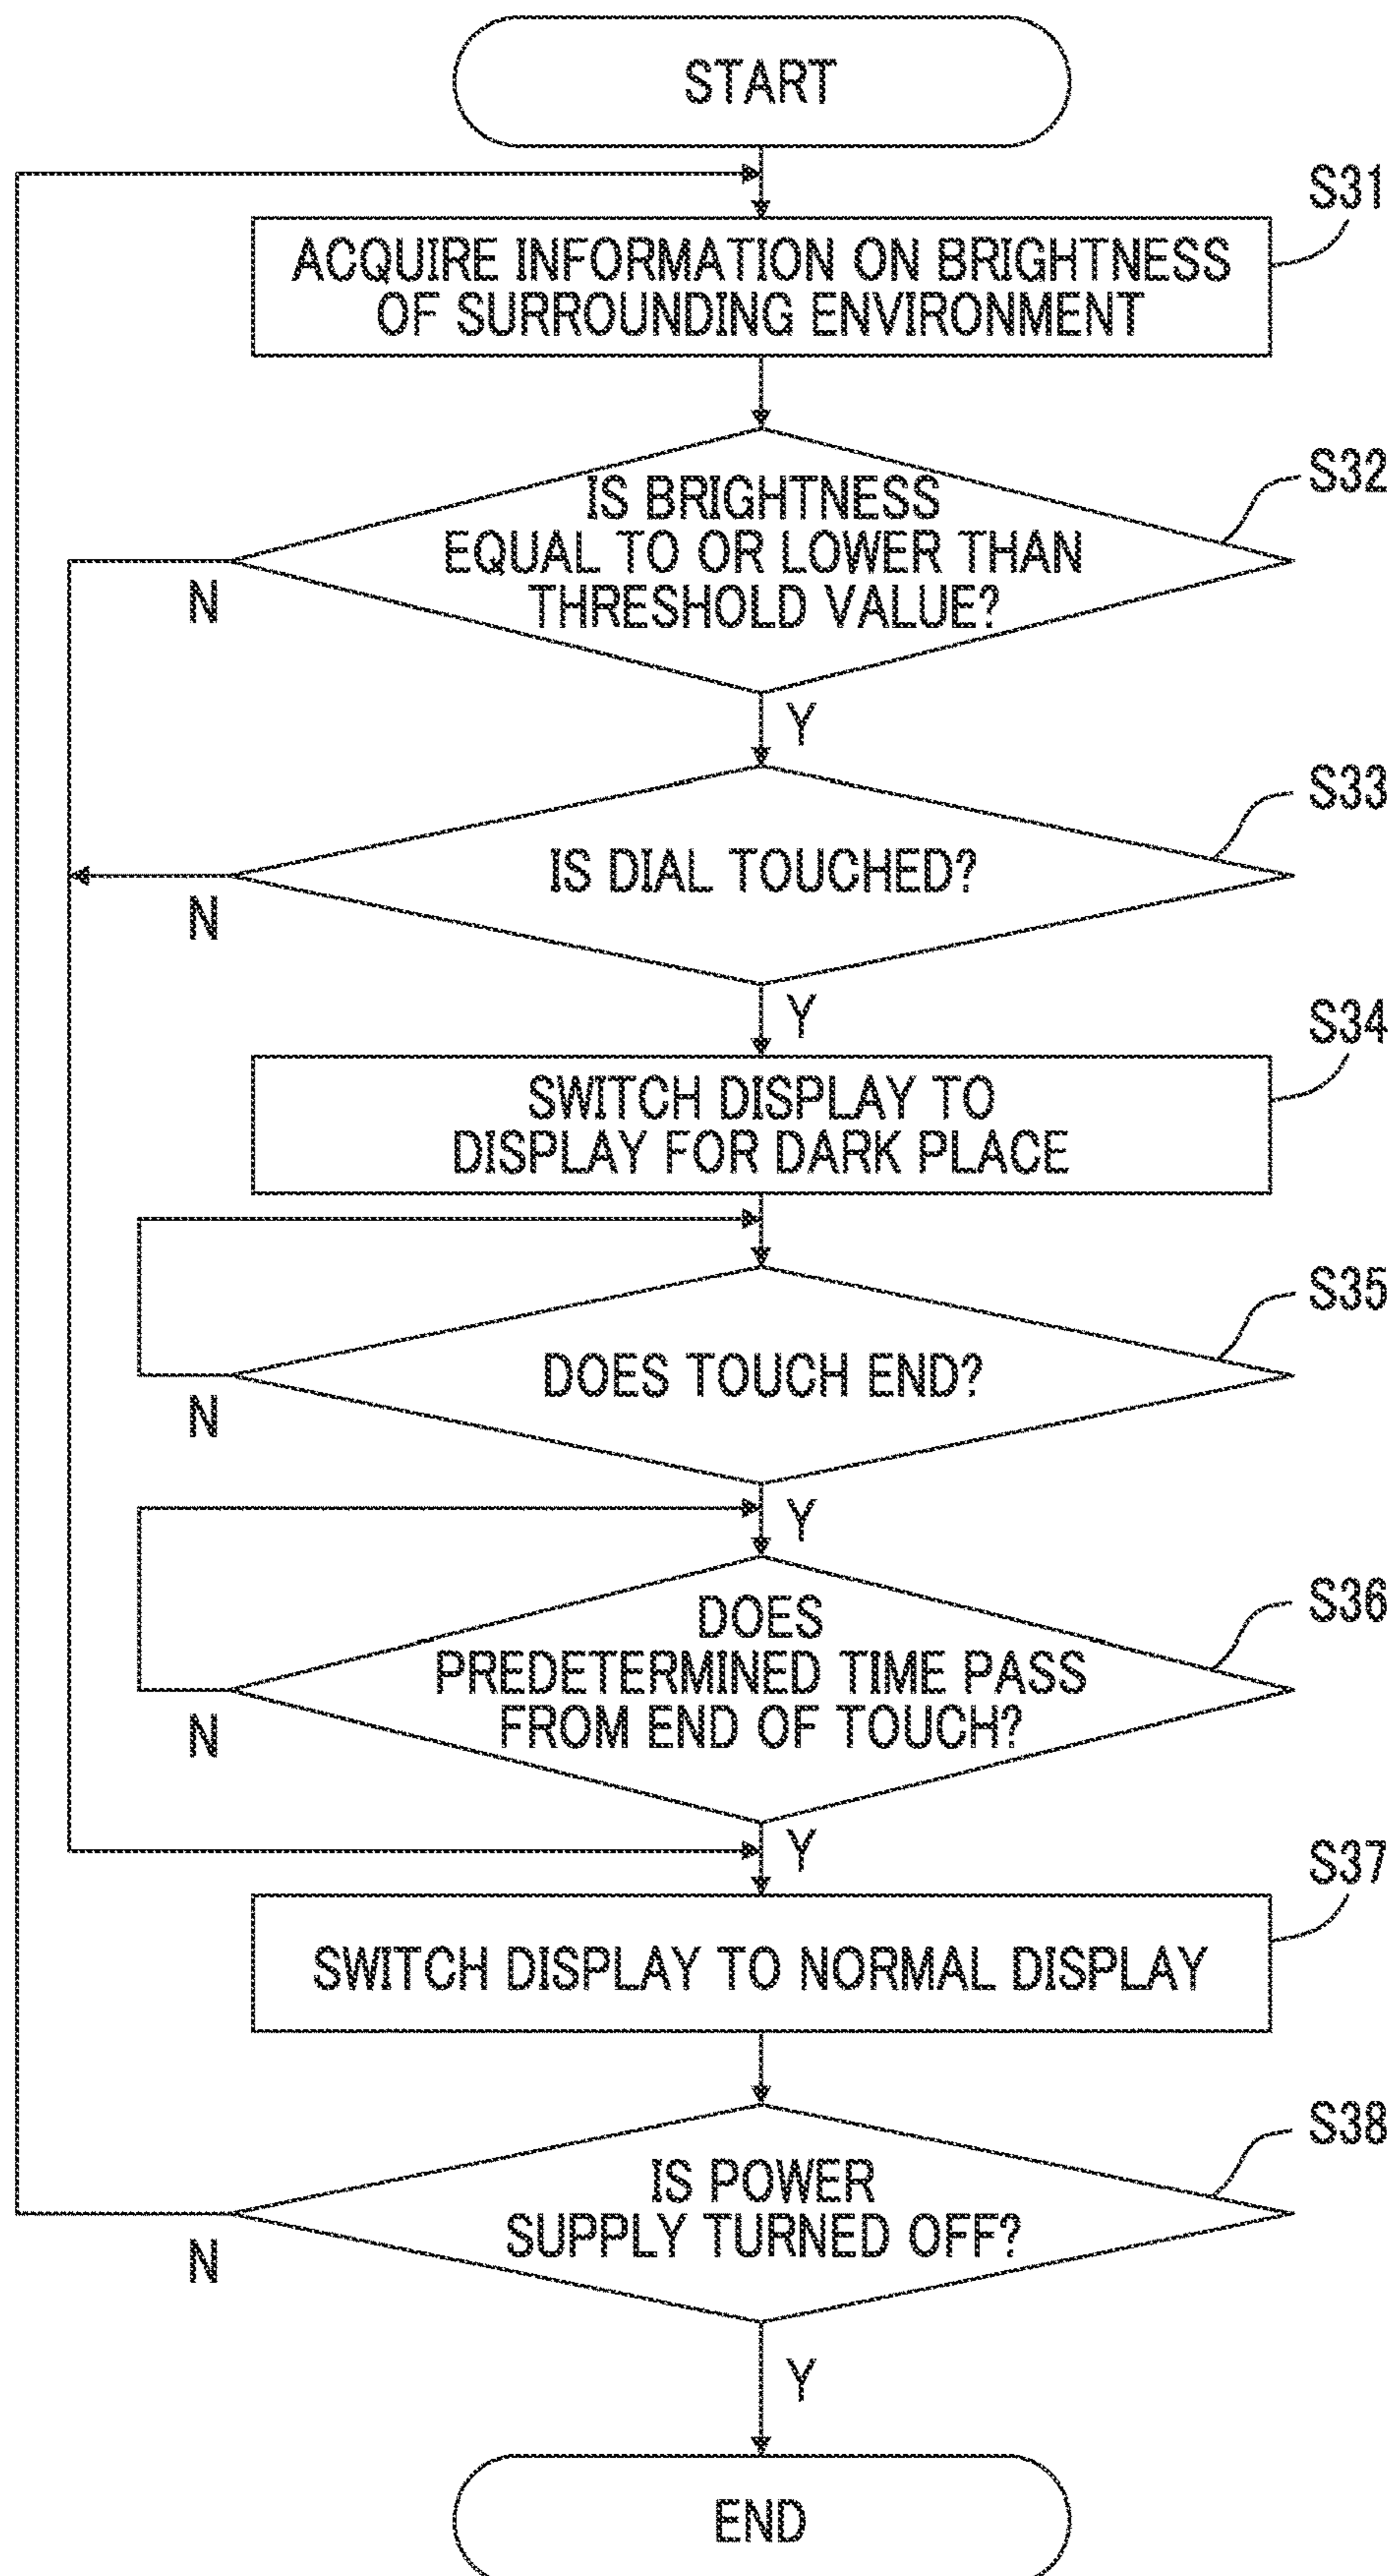 START
S31
ACQUIRE INFORMATION ON BRIGHTNESS
OF SURROUNDING ENVIRONMENT
S32
IS BRIGHTNESS
EQUAL TO OR LOWER THAN
THRESHOLD VALUE?
N
Y
S33
IS DIAL TOUCHED?
N
Y
S34
SWITCH DISPLAY TO
DISPLAY FOR DARK PLACE
S35
DOES TOUCH END?
N
Y
S36
DOES
PREDETERMINED TIME PASS
FROM END OF TOUCH?
N
Y
S37
SWITCH DISPLAY TO NORMAL DISPLAY
S38
IS POWER
SUPPLY TURNED OFF?
N
Y
END